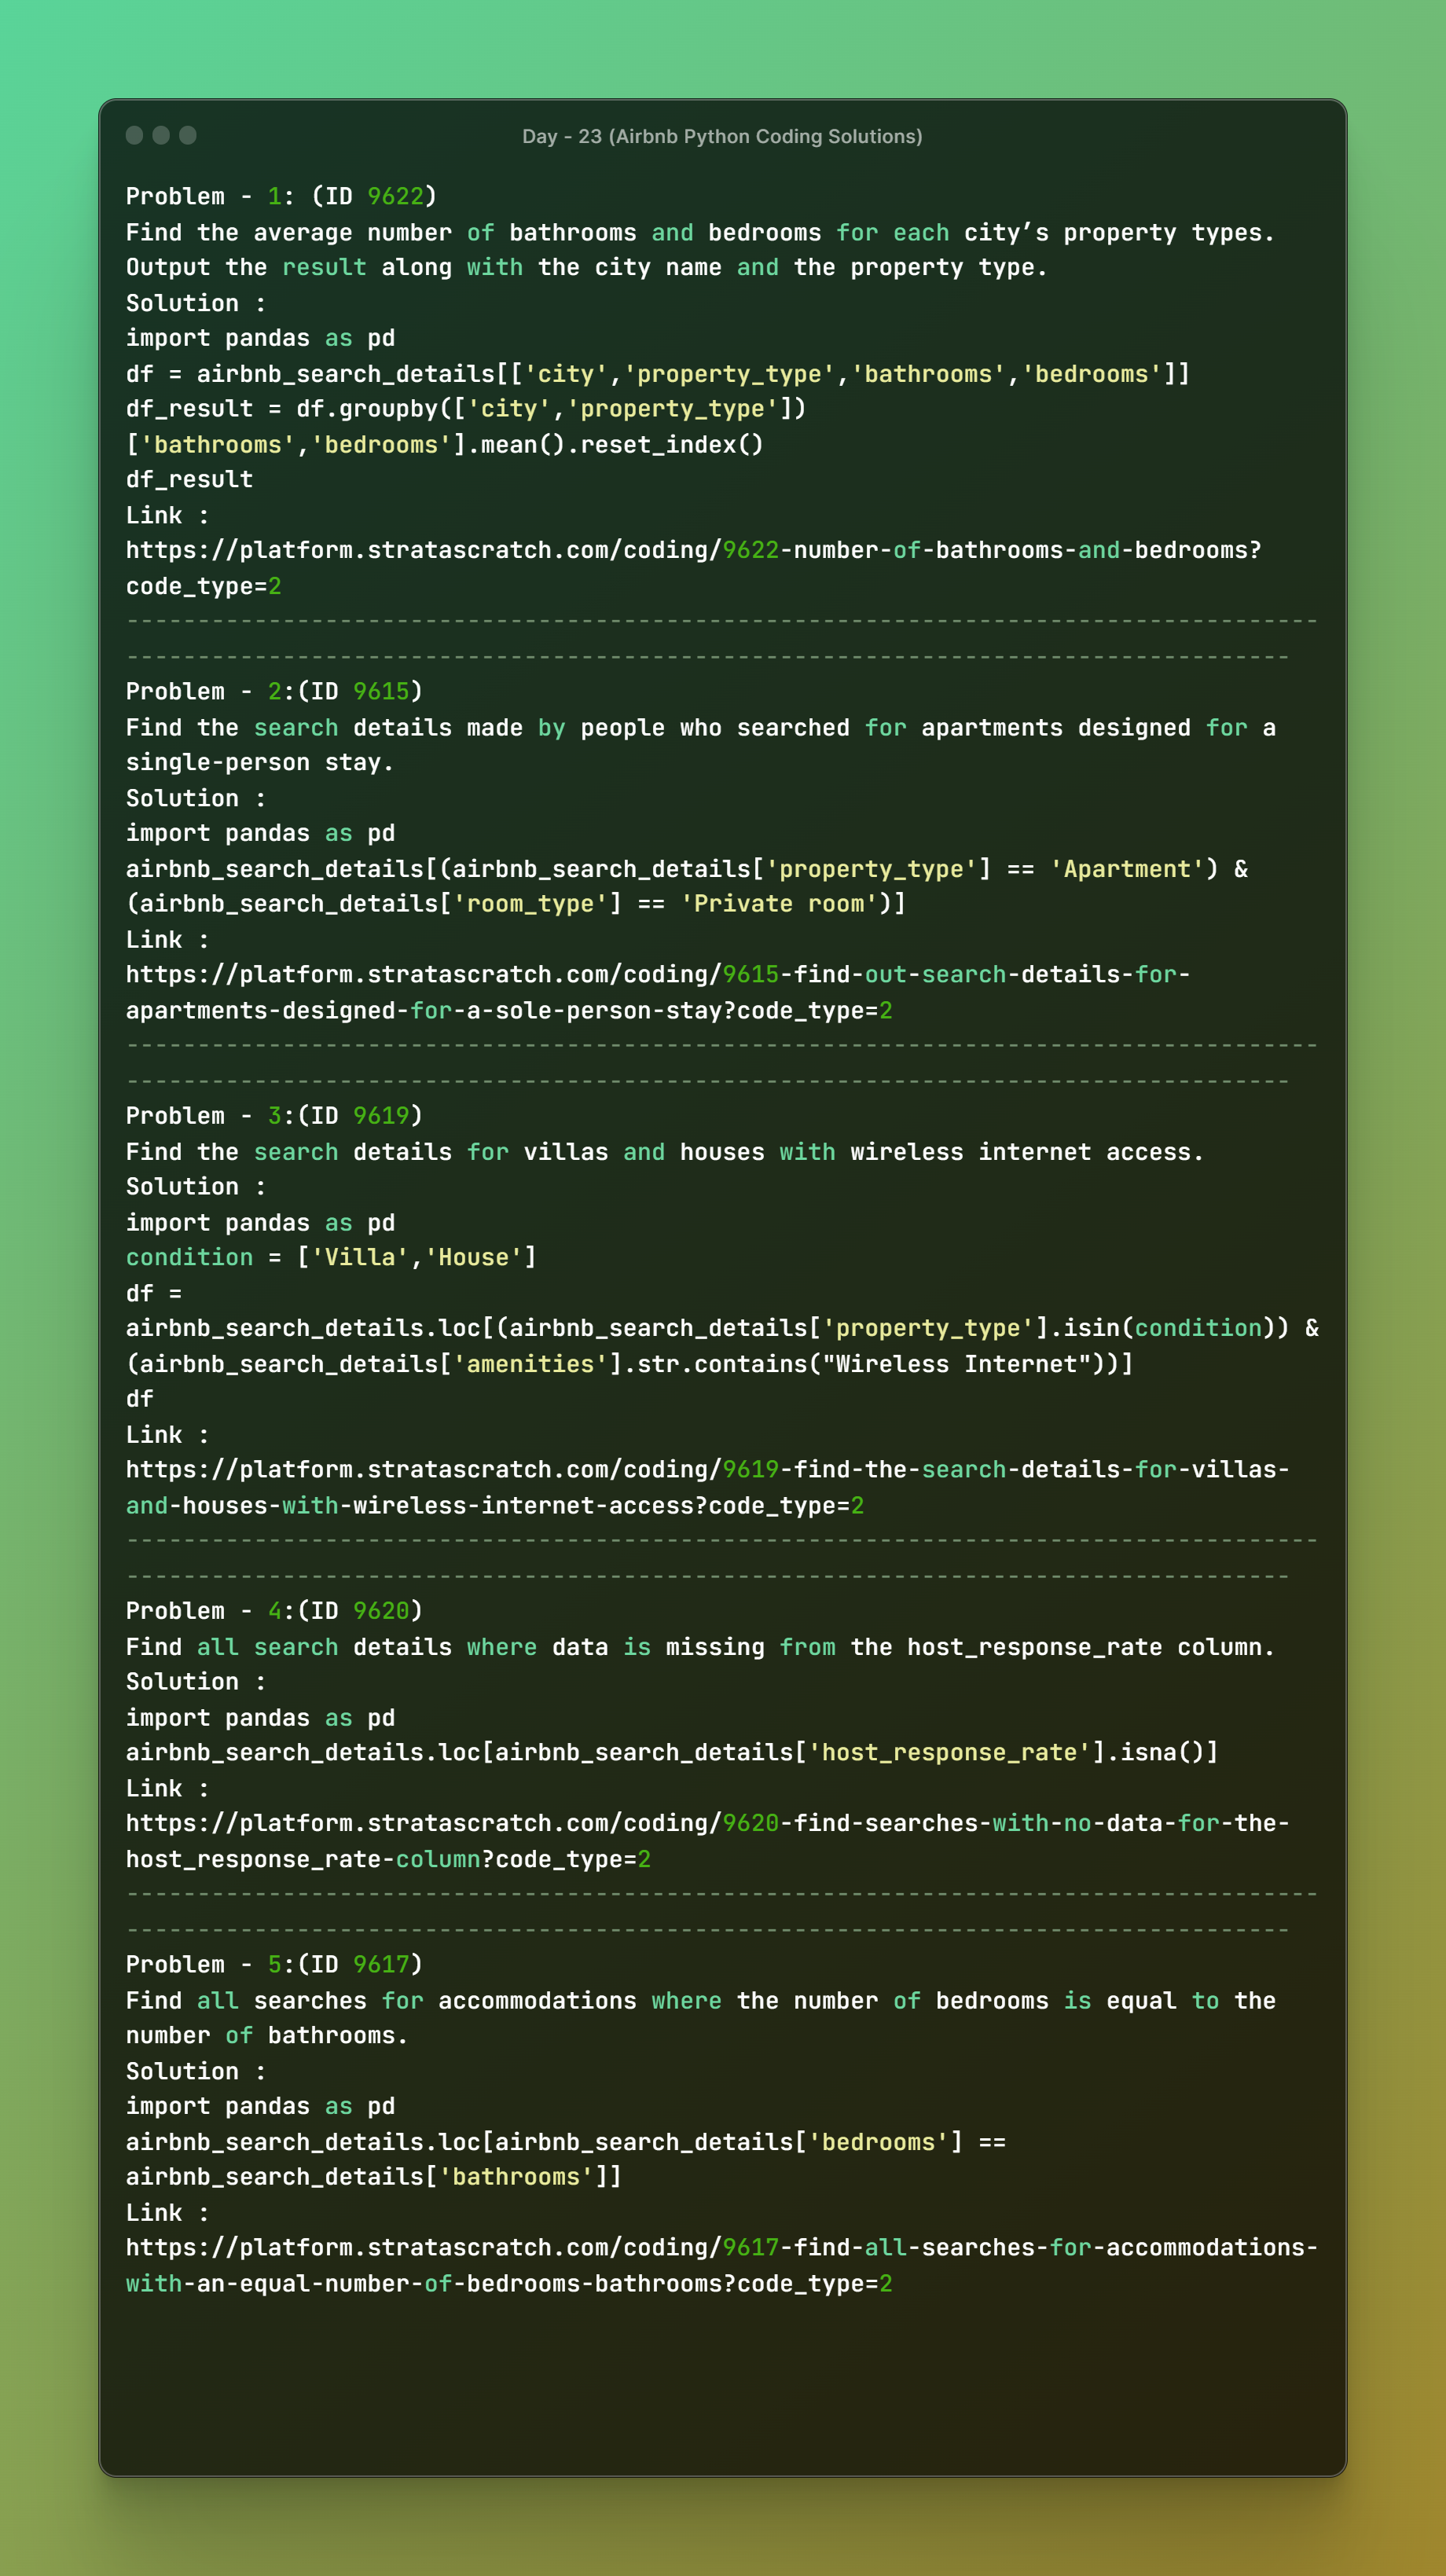 Day - 23 (Airbnb Python Coding Solutions)
Problem - 1: (ID 9622)
Find the average number of bathrooms and bedrooms for each city’s property types.
Output the result along with the city name and the property type.
Solution :
import pandas as pd
df = airbnb_search_details[['city','property_type','bathrooms','bedrooms']]
df_result = df.groupby(['city','property_type'])
['bathrooms','bedrooms'].mean().reset_index()
df_result
Link :
https://platform.stratascratch.com/coding/9622-number-of-bathrooms-and-bedrooms?
code_type=2
------------------------------------------------------------------------------------
----------------------------------------------------------------------------------
Problem - 2:(ID 9615)
Find the search details made by people who searched for apartments designed for a
single-person stay.
Solution :
import pandas as pd
airbnb_search_details[(airbnb_search_details['property_type'] == 'Apartment') &
(airbnb_search_details['room_type'] == 'Private room')]
Link :
https://platform.stratascratch.com/coding/9615-find-out-search-details-for-
apartments-designed-for-a-sole-person-stay?code_type=2
------------------------------------------------------------------------------------
----------------------------------------------------------------------------------
Problem - 3:(ID 9619)
Find the search details for villas and houses with wireless internet access.
Solution :
import pandas as pd
condition = ['Villa','House']
df =
airbnb_search_details.loc[(airbnb_search_details['property_type'].isin(condition)) &
(airbnb_search_details['amenities'].str.contains("Wireless Internet"))]
df
Link :
https://platform.stratascratch.com/coding/9619-find-the-search-details-for-villas-
and-houses-with-wireless-internet-access?code_type=2
------------------------------------------------------------------------------------
----------------------------------------------------------------------------------
Problem - 4:(ID 9620)
Find all search details where data is missing from the host_response_rate column.
Solution :
import pandas as pd
airbnb_search_details.loc[airbnb_search_details['host_response_rate'].isna()]
Link :
https://platform.stratascratch.com/coding/9620-find-searches-with-no-data-for-the-
host_response_rate-column?code_type=2
------------------------------------------------------------------------------------
----------------------------------------------------------------------------------
Problem - 5:(ID 9617)
Find all searches for accommodations where the number of bedrooms is equal to the
number of bathrooms.
Solution :
import pandas as pd
airbnb_search_details.loc[airbnb_search_details['bedrooms'] ==
airbnb_search_details['bathrooms']]
Link :
https://platform.stratascratch.com/coding/9617-find-all-searches-for-accommodations-
with-an-equal-number-of-bedrooms-bathrooms?code_type=2